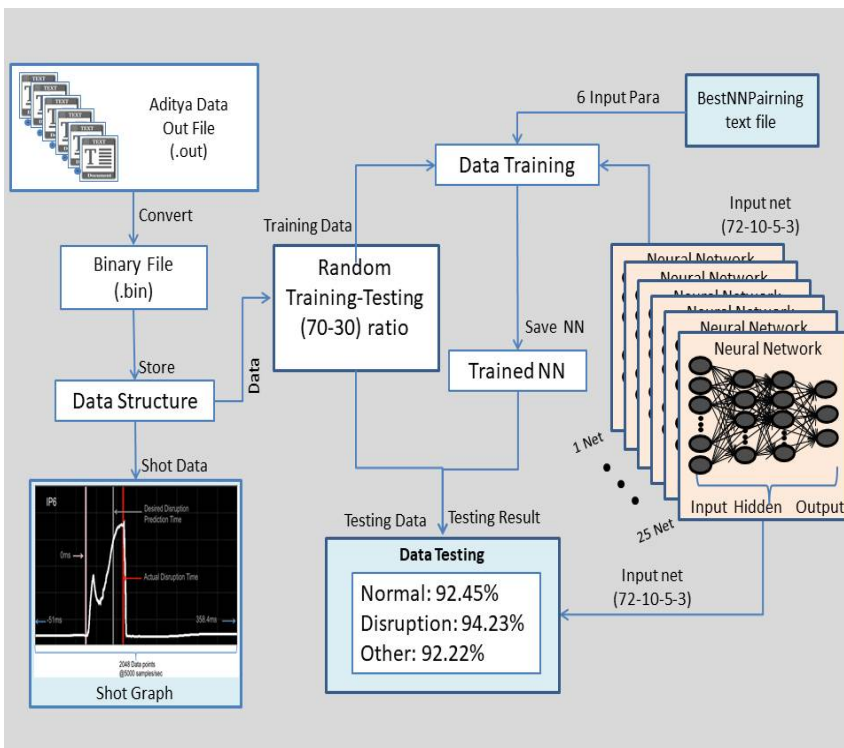 TEXT
TEXT
TEXT
TEXT
TEXT
TEXT
Document
Aditya Data
Out File
(.out)
Convert
Binary File
(.bin)
Store
Data Structure
Data
Shot Data
IP6
Desired Disruption
Prediction Time
0ms
Actual Disruption Time
-51ms
358.4ms
2048 Data points
@5000 samples/sec
Shot Graph
Training Data
Random
Training-Testing
(70-30) ratio
6 Input Para
BestNNPairning
text file
Data Training
Save NN
Trained NN
Input net
(72-10-5-3)
Neural Network
Neural Network
Neural Network
Neural Network
Neural Network
Neural Network
Input Hidden Output
1 Net
25 Net
Testing Data
Testing Result
Data Testing
Normal: 92.45%
Disruption: 94.23%
Other: 92.22%
Input net
(72-10-5-3)